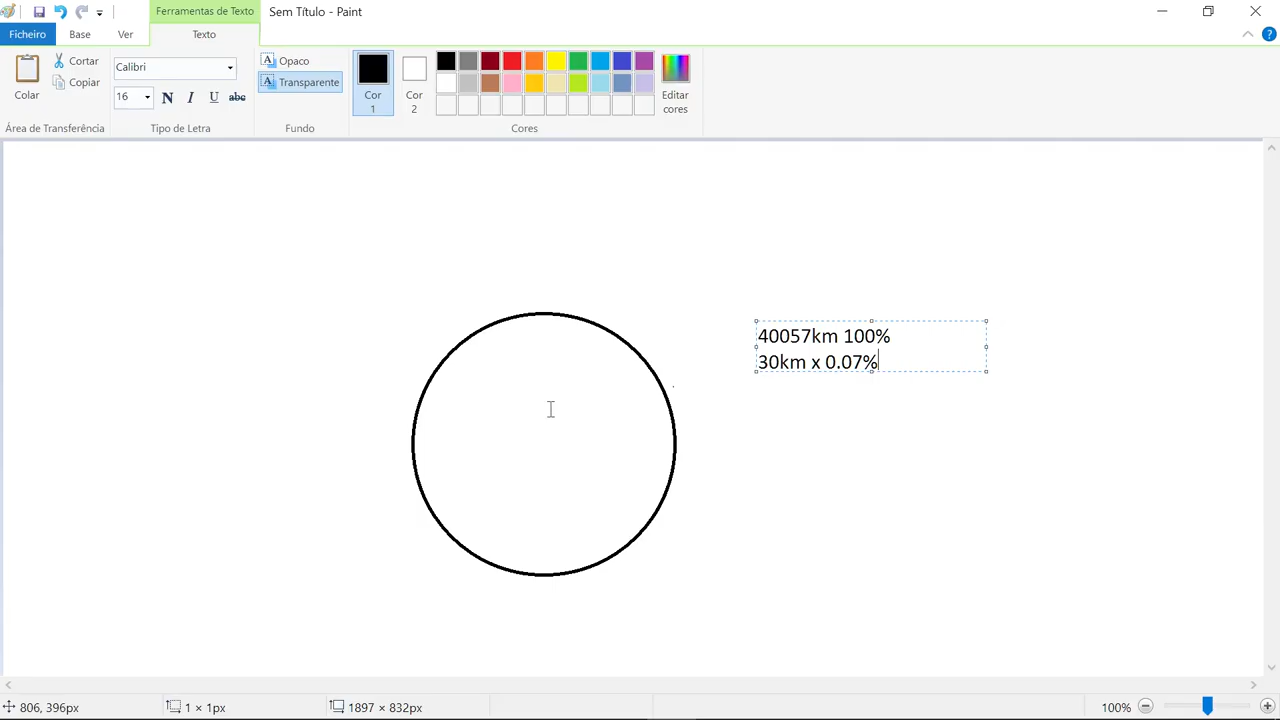 Ferramentas de Texto
Sem Título - Paint
Ficheiro
Base
Ver
Texto
Colar
Cortar
Copiar
Área de Transferência
Calibri
16
N I U abc
Tipo de Letra
Opaco
Transparente
Fundo
Cor 1
Cor 2
Editar cores
Cores
40057km 100%
30km x 0.07%
806, 396px
1 × 1px
1897 × 832px
100%